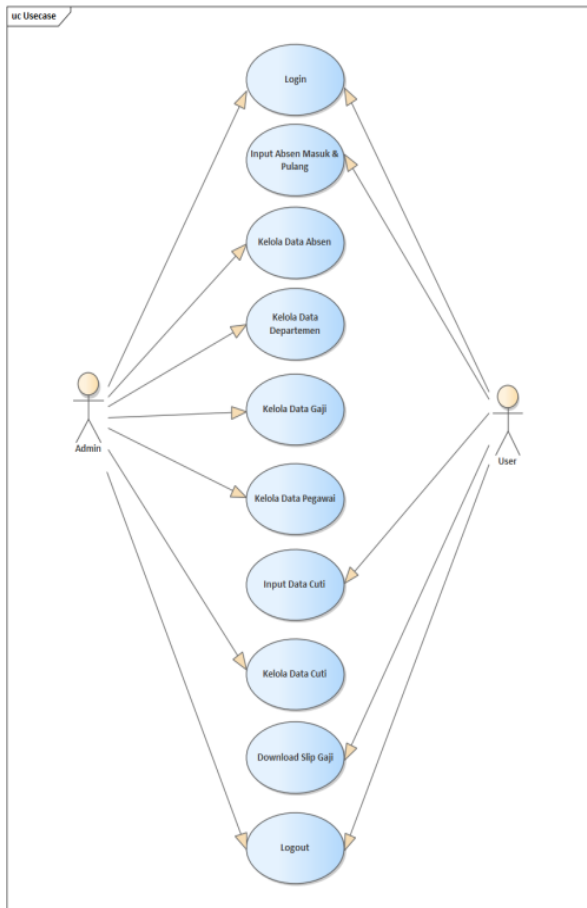 uc Usecase
Login
Input Absen Masuk &
Pulang
Kelola Data Absen
Kelola Data
Departemen
Kelola Data Gaji
Admin
User
Kelola Data Pegawai
Input Data Cuti
Kelola Data Cuti
Download Slip Gaji
Logout